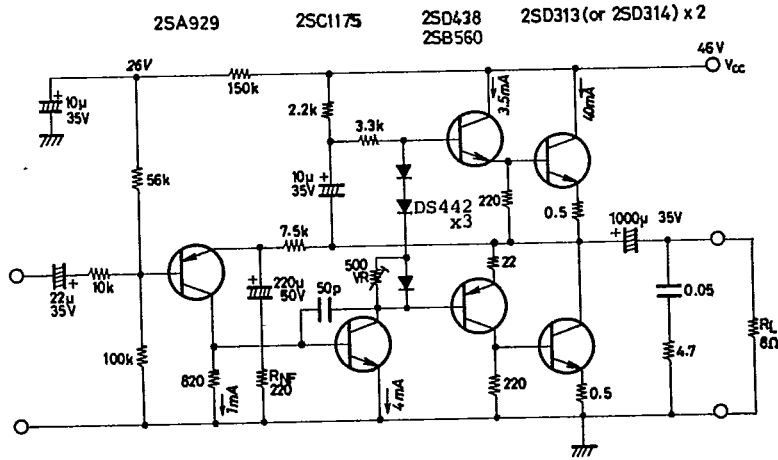 2SA929
2SC1175
2SD438
2SB560
2SD313 (or 2SD314) x 2
26V
46V
Vcc
+
10μ
35V
150k
2.2k
3.5mA
40mA
3.3k
56k
10μ
35V
+
DS442
x3
220
0.5
1000μ 35V
+
7.5k
500
VR
22
+
22μ
35V
10k
+
220μ
50V
50p
0.05
RL
8Ω
100k
820
1mA
RNF
220
4mA
220
0.5
4.7